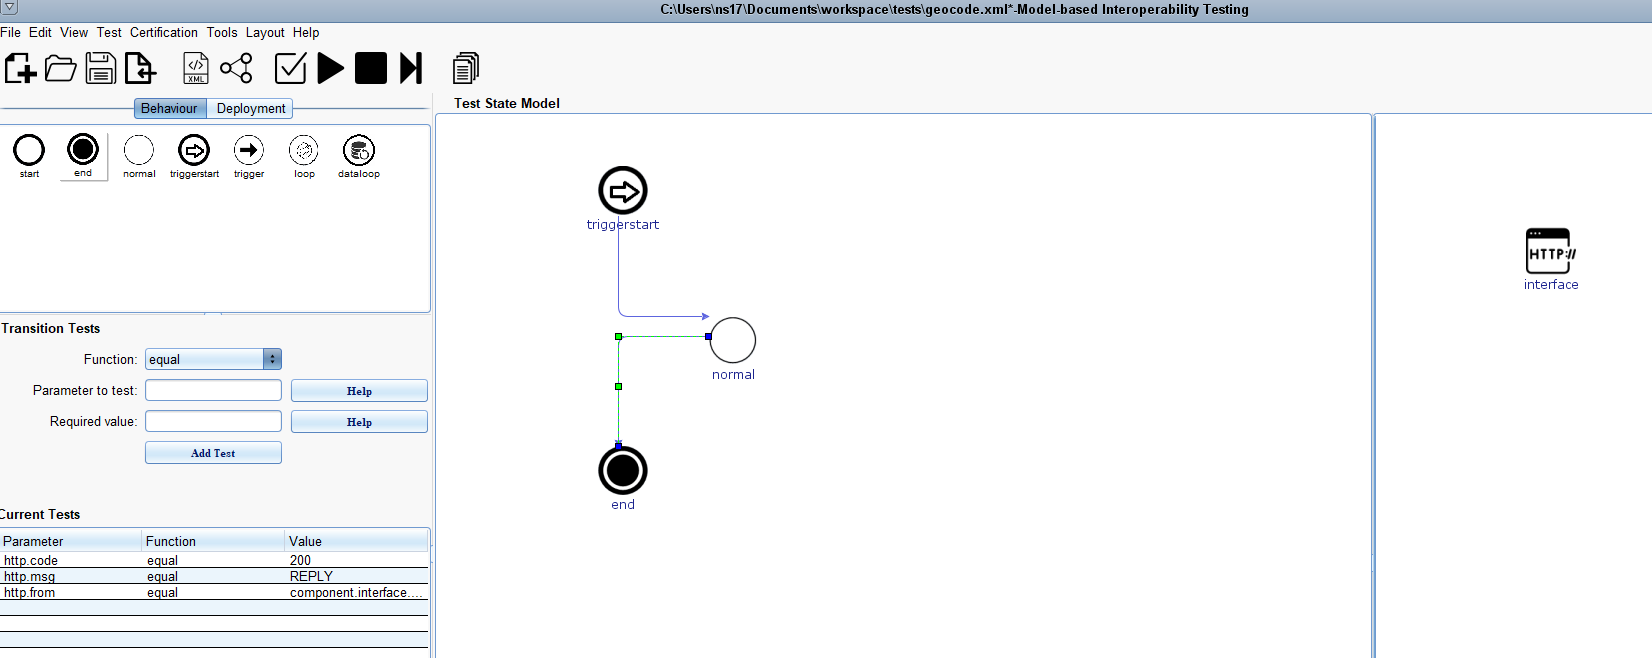 C:\Users\ns17\Documents\workspace\tests\geocode.xml*-Model-based Interoperability Testing
File Edit View Test Certification Tools Layout Help
</> XML
Behaviour Deployment
start end normal triggerstart trigger loop dataloop
Transition Tests
Function: equal
Parameter to test: Help
Required value: Help
Add Test
Current Tests
Parameter Function Value
http.code equal 200
http.msg equal REPLY
http.from equal component.interface....
Test State Model
triggerstart
normal
end
HTTP://
interface